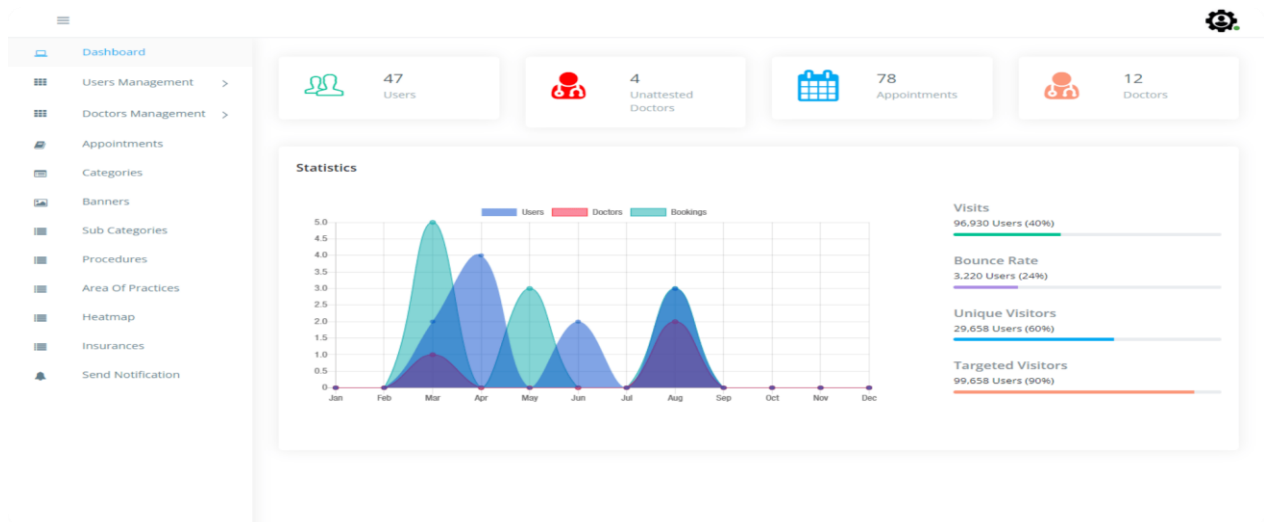 Dashboard
Users Management
Doctors Management
Appointments
Categories
Banners
Sub Categories
Procedures
Area Of Practices
Heatmap
Insurances
Send Notification
47
Users
4
Unattested
Doctors
78
Appointments
12
Doctors
Statistics
Users Doctors Bookings
5.0
4.5
4.0
3.5
3.0
2.5
2.0
1.5
1.0
0.5
0
Jan Feb Mar Apr May Jun Jul Aug Sep Oct Nov Dec
Visits
96,930 Users (40%)
Bounce Rate
3,220 Users (24%)
Unique Visitors
29,658 Users (60%)
Targeted Visitors
99,658 Users (90%)